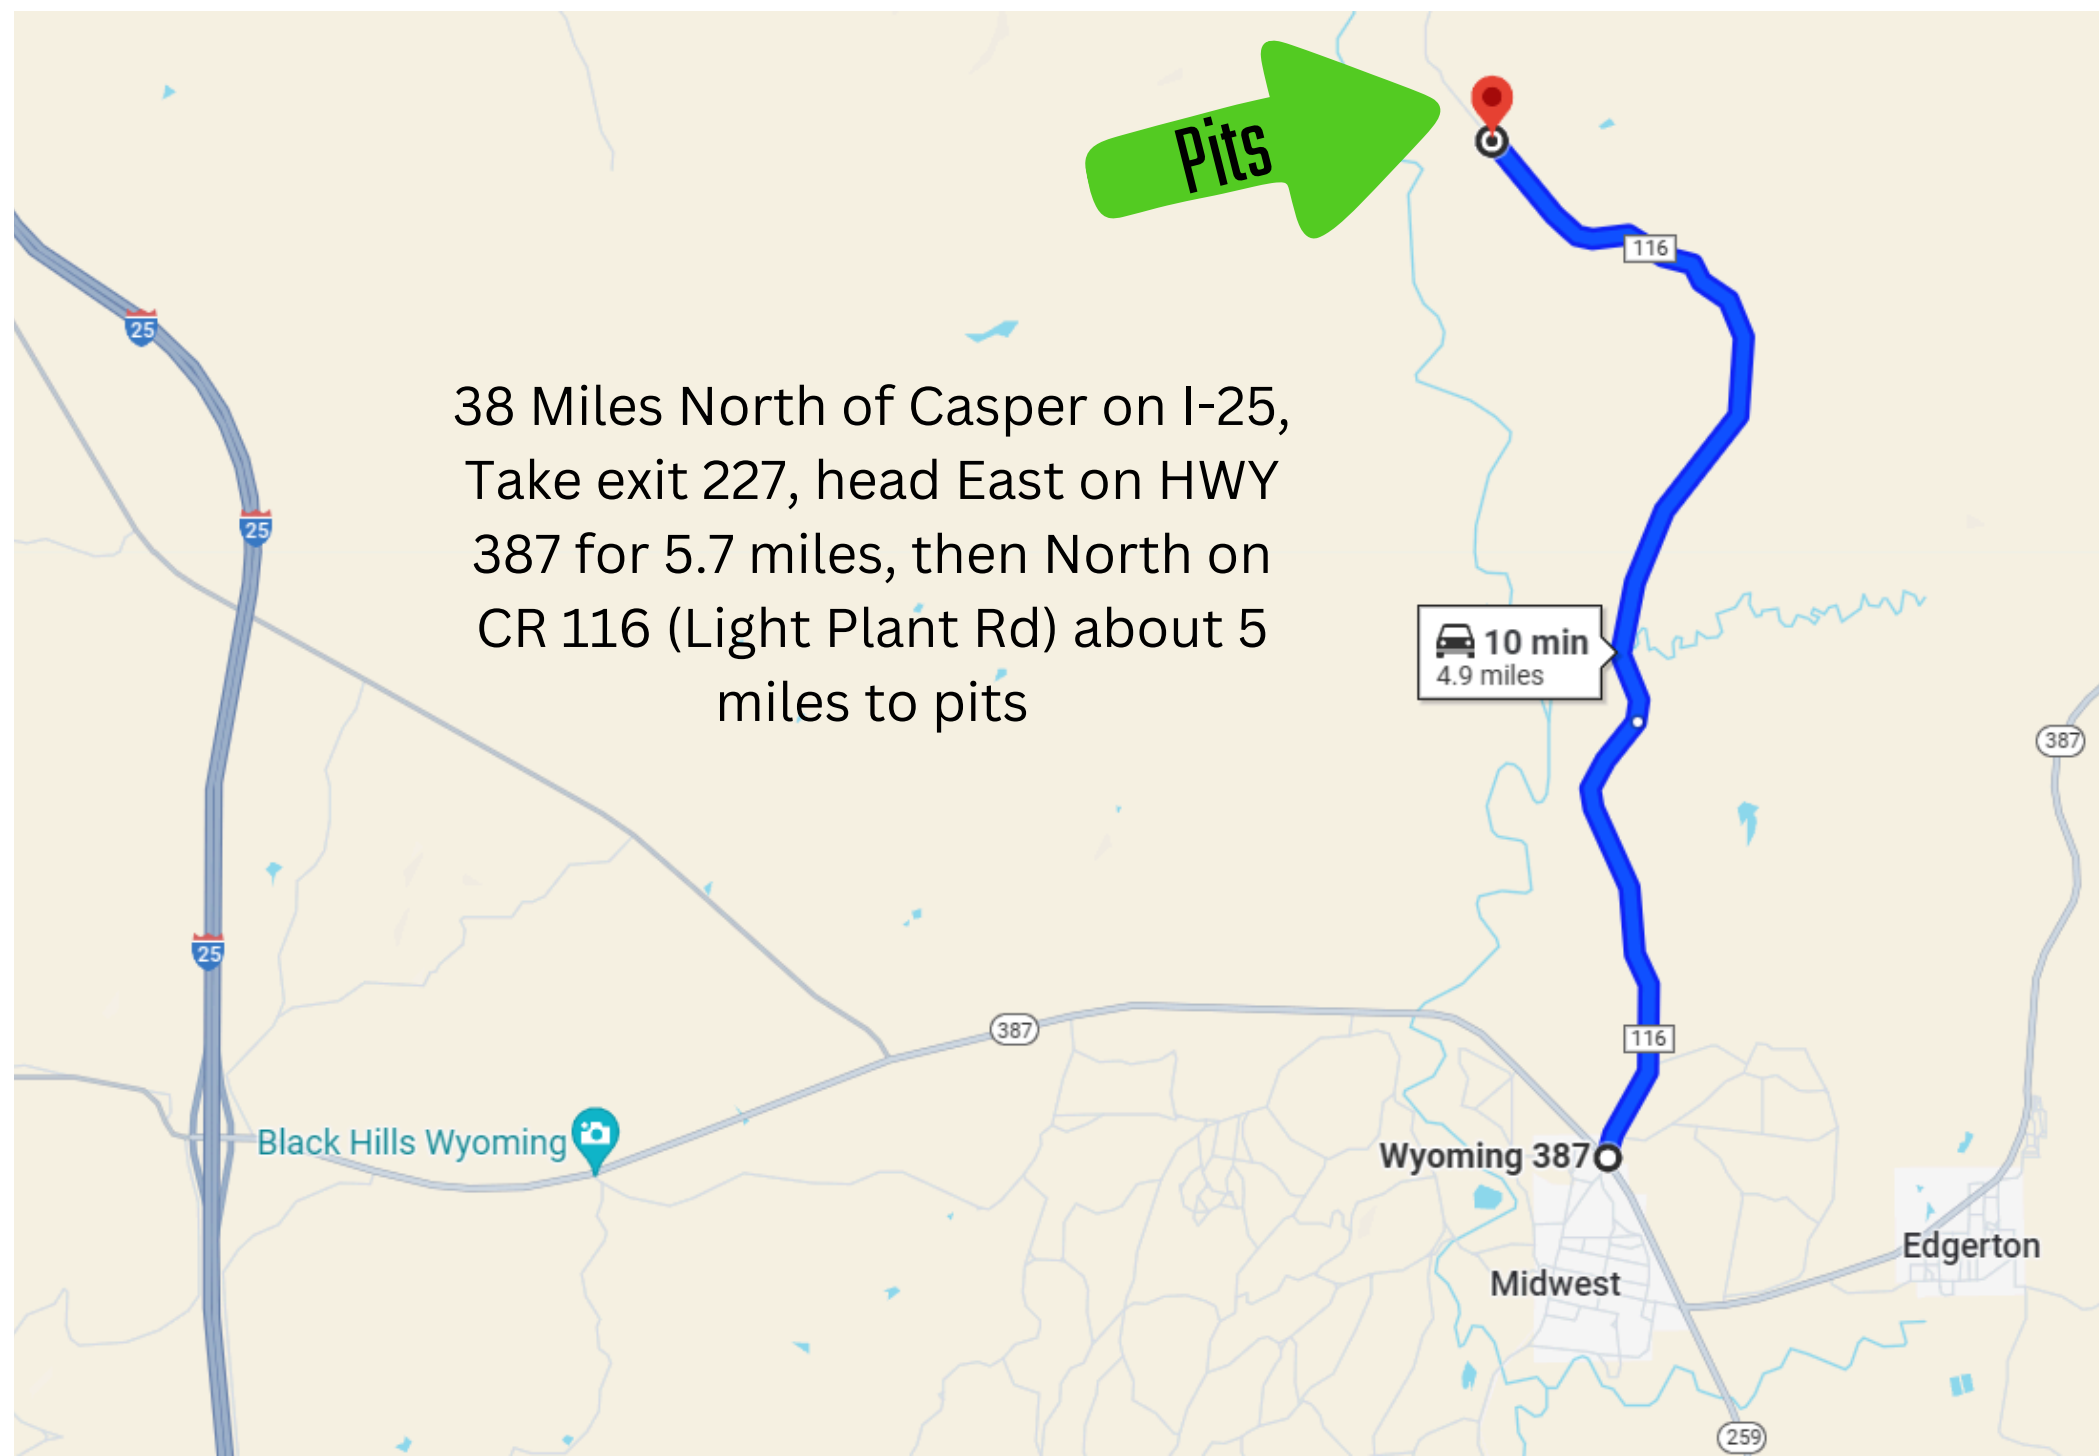 Pits
116
25
38 Miles North of Casper on I-25,
Take exit 227, head East on HWY
387 for 5.7 miles, then North on
CR 116 (Light Plant Rd) about 5
miles to pits
25
10 min
4.9 miles
387
25
387
116
Black Hills Wyoming
Wyoming 387
Edgerton
Midwest
259